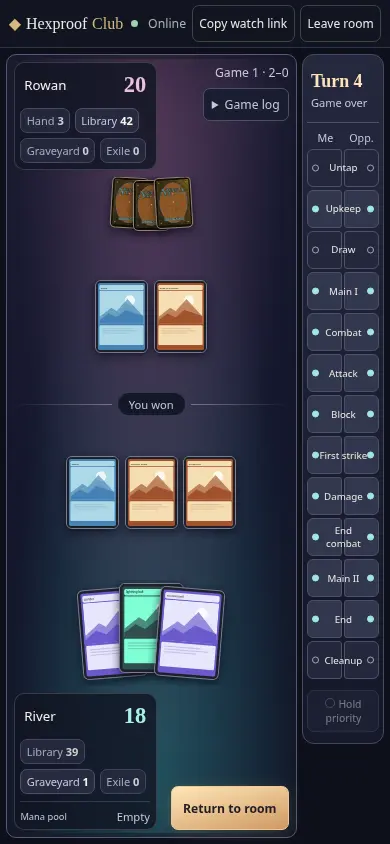 Hexproof Club
Online
Copy watch link
Leave room
Rowan 20
Hand 3
Library 42
Graveyard 0
Exile 0
Game 1 · 2–0
▶ Game log
You won
River 18
Library 39
Graveyard 1
Exile 0
Mana pool Empty
Return to room
Turn 4
Game over
Me Opp.
Untap
Upkeep
Draw
Main I
Combat
Attack
Block
First strike
Damage
End
combat
Main II
End
Cleanup
Hold
priority